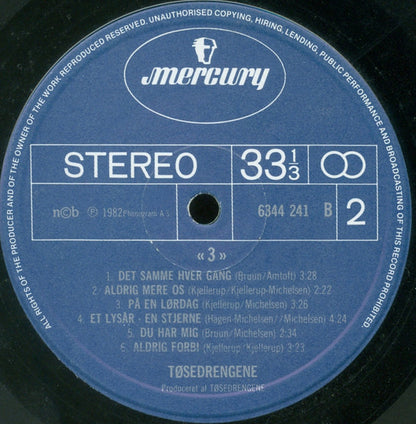 ALL RIGHTS OF THE PRODUCER AND OF THE OWNER OF THE WORK REPRODUCED RESERVED. UNAUTHORISED COPYING, HIRING, LENDING, PUBLIC PERFORMANCE AND BROADCASTING OF THIS RECORD PROHIBITED.
mercury
STEREO 33 1/3
n©b ℗ 1982 Phonogram A.S 6344 241 B 2
«3»
1. DET SAMME HVER GANG (Bruun/Amtoft) 3:28
2. ALDRIG MERE OS (Kjellerup/Kjellerup-Michelsen) 2:22
3. PÅ EN LØRDAG (Kjellerup/Michelsen) 3:26
4. ET LYSÅR - EN STJERNE (Hagen-Michelsen//Michelsen) 4:24
5. DU HAR MIG (Bruun/Michelsen) 2:34
6. ALDRIG FORBI (Kjellerup/Kjellerup) 3:23
TØSEDRENGENE
Produceret af TØSEDRENGENE